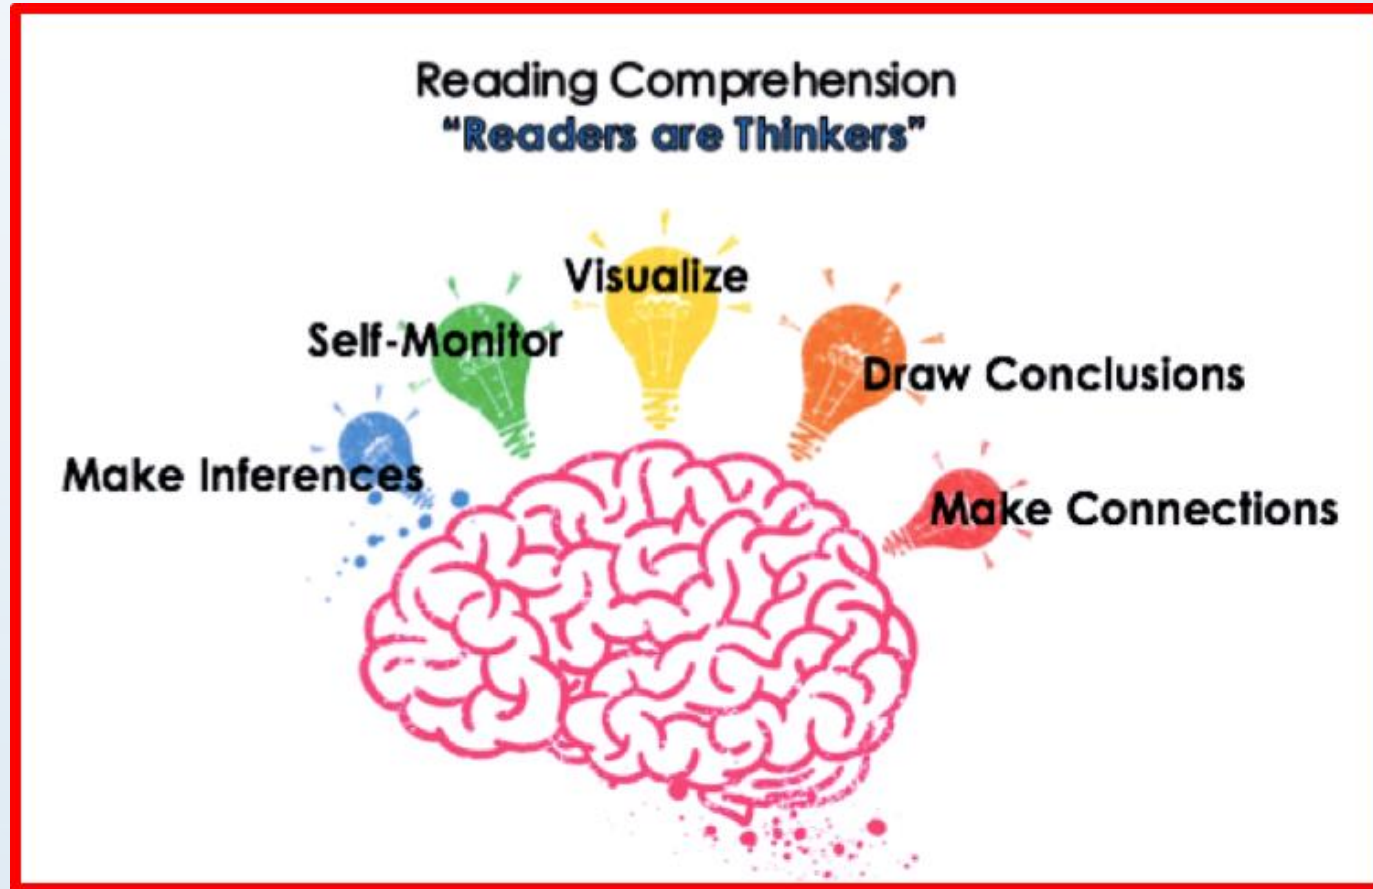 Reading Comprehension
“Readers are Thinkers”
Visualize
Self-Monitor
Draw Conclusions
Make Inferences
Make Connections